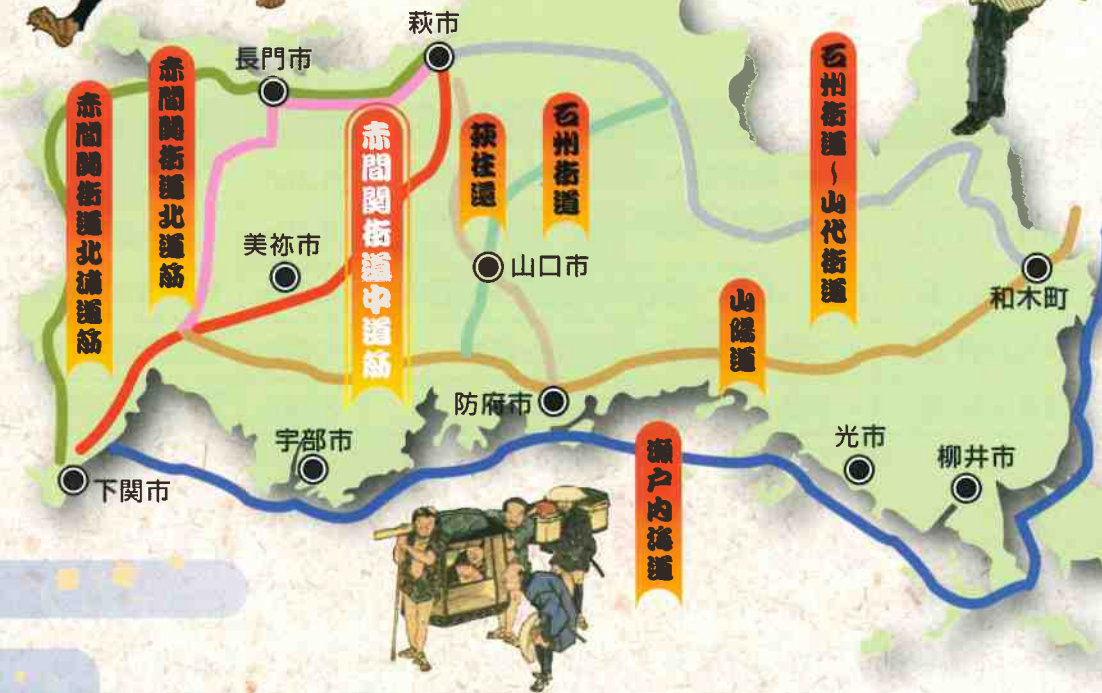 萩市
長門市
赤間関街道北浦道筋
赤間関街道北道筋
赤間関街道中道筋
萩往還
石州街道
石州街道~山代街道
美祢市
山口市
和木町
山陽道
防府市
宇部市
下関市
瀬戸内海道
光市
柳井市